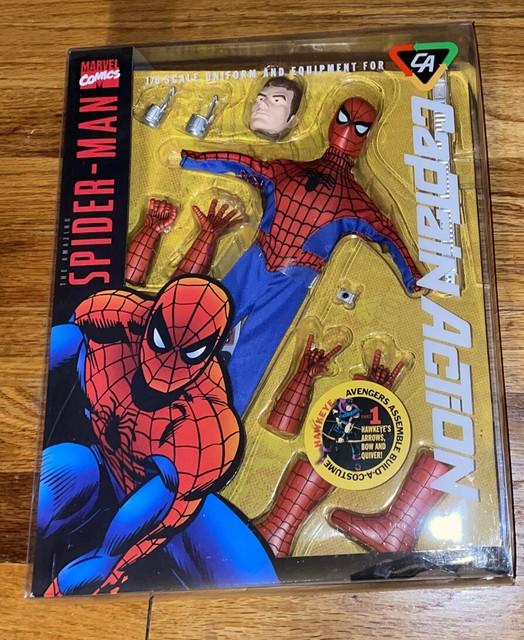 MARVEL
COMICS
1/6 SCALE UNIFORM AND EQUIPMENT FOR
CA
Captain Action
THE AMAZING
SPIDER-MAN
AVENGERS ASSEMBLE BUILD-A-COSTUME
HAWKEYE
PART
1
HAWKEYE'S
ARROWS,
BOW AND
QUIVER!